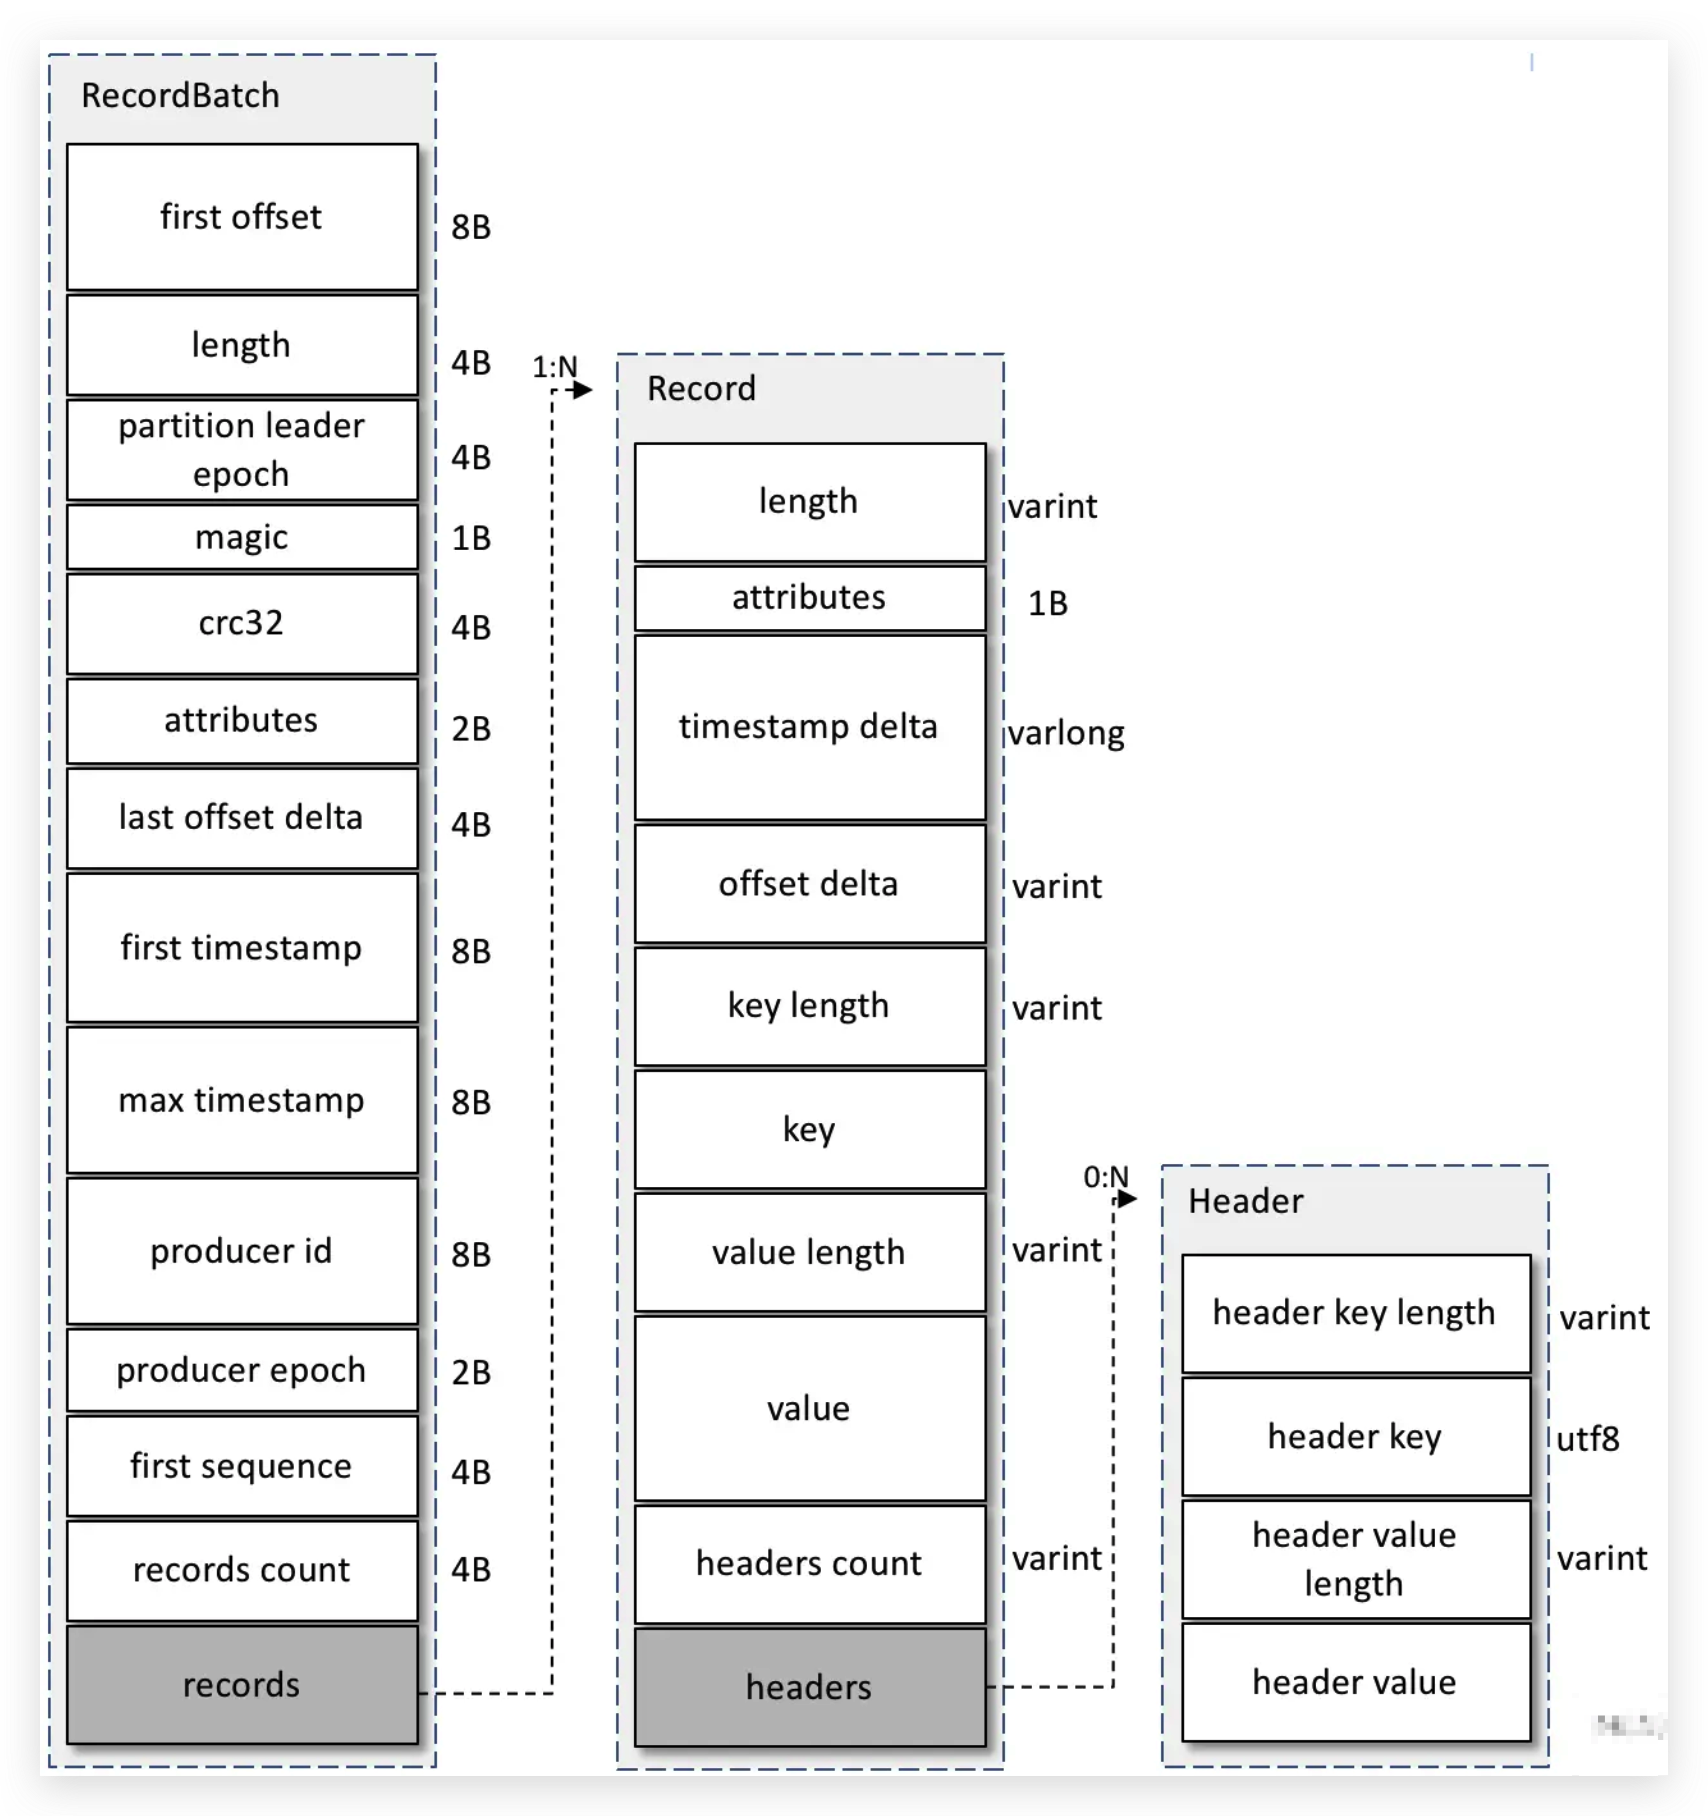 RecordBatch
first offset
8B
length
4B
partition leader
epoch
4B
magic
1B
crc32
4B
attributes
2B
last offset delta
4B
first timestamp
8B
max timestamp
8B
producer id
8B
producer epoch
2B
first sequence
4B
records count
4B
records
1:N
Record
length
varint
attributes
1B
timestamp delta
varlong
offset delta
varint
key length
varint
key
value length
varint
value
headers count
varint
headers
0:N
Header
header key length
varint
header key
utf8
header value
length
varint
header value